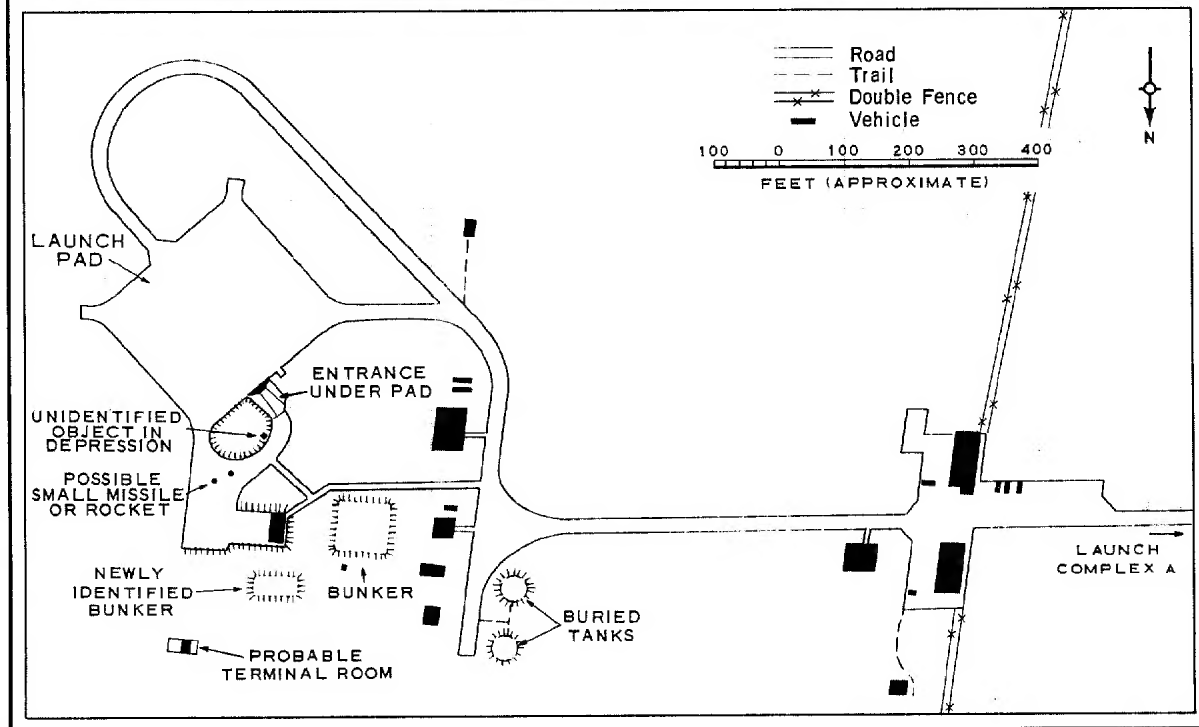 Road
Trail
Double Fence
Vehicle
N
100 0 100 200 300 400
FEET (APPROXIMATE)
LAUNCH
PAD
ENTRANCE
UNDER PAD
UNIDENTIFIED
OBJECT IN
DEPRESSION
POSSIBLE
SMALL MISSILE
OR ROCKET
NEWLY
IDENTIFIED
BUNKER
BUNKER
BURIED
TANKS
LAUNCH
COMPLEX A
PROBABLE
TERMINAL ROOM